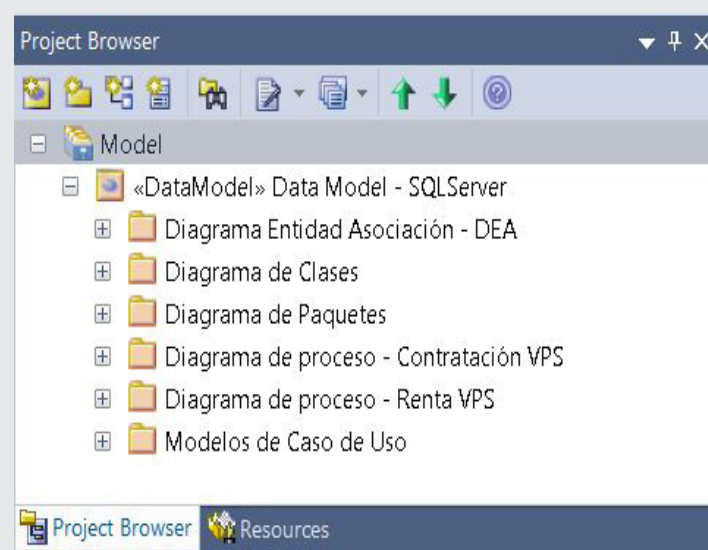 Project Browser
Model
«DataModel» Data Model - SQLServer
Diagrama Entidad Asociación - DEA
Diagrama de Clases
Diagrama de Paquetes
Diagrama de proceso - Contratación VPS
Diagrama de proceso - Renta VPS
Modelos de Caso de Uso
Project Browser Resources